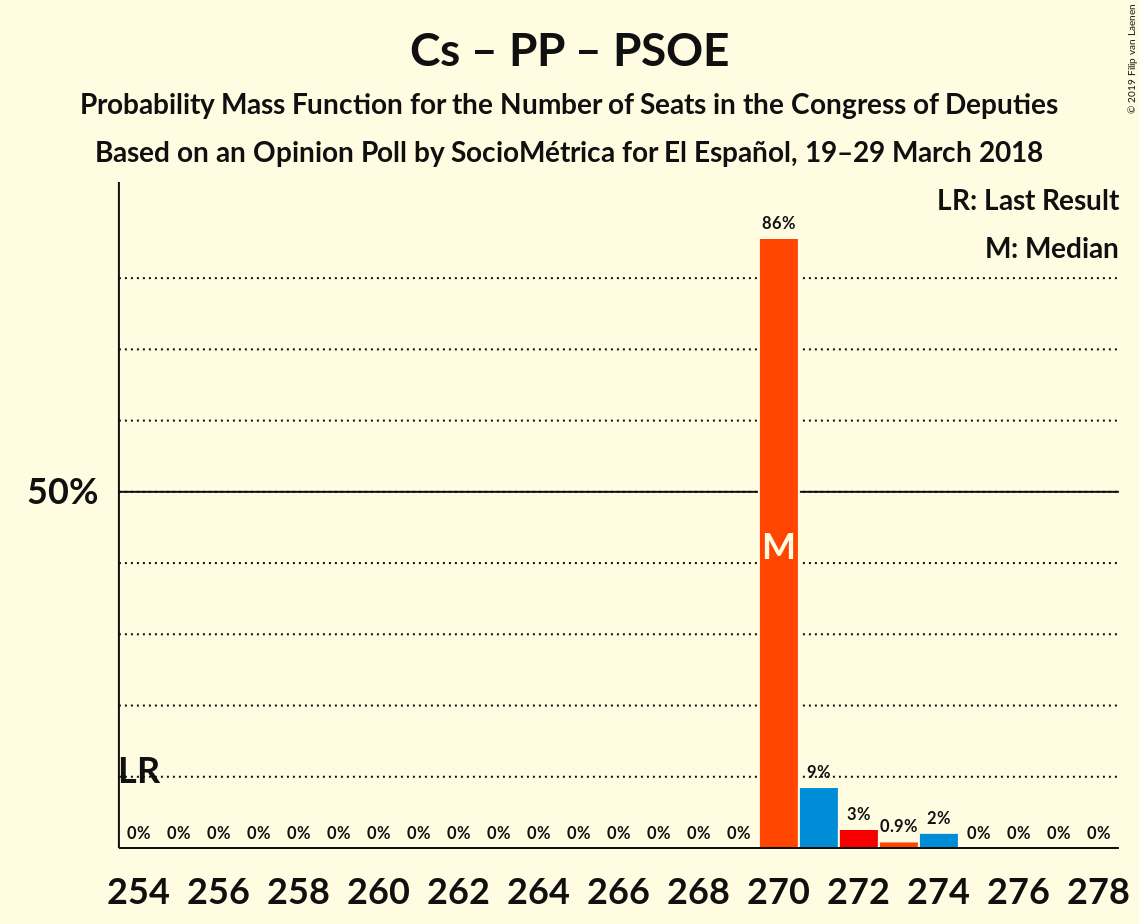 Cs – PP – PSOE
Probability Mass Function for the Number of Seats in the Congress of Deputies
Based on an Opinion Poll by SocioMétrica for El Español, 19–29 March 2018
© 2019 Filip van Laenen
LR: Last Result
M: Median
86%
50%
M
LR
9%
3%
0.9%
2%
0% 0% 0% 0% 0% 0% 0% 0% 0% 0% 0% 0% 0% 0% 0% 0% 0% 0% 0% 0%
254 256 258 260 262 264 266 268 270 272 274 276 278